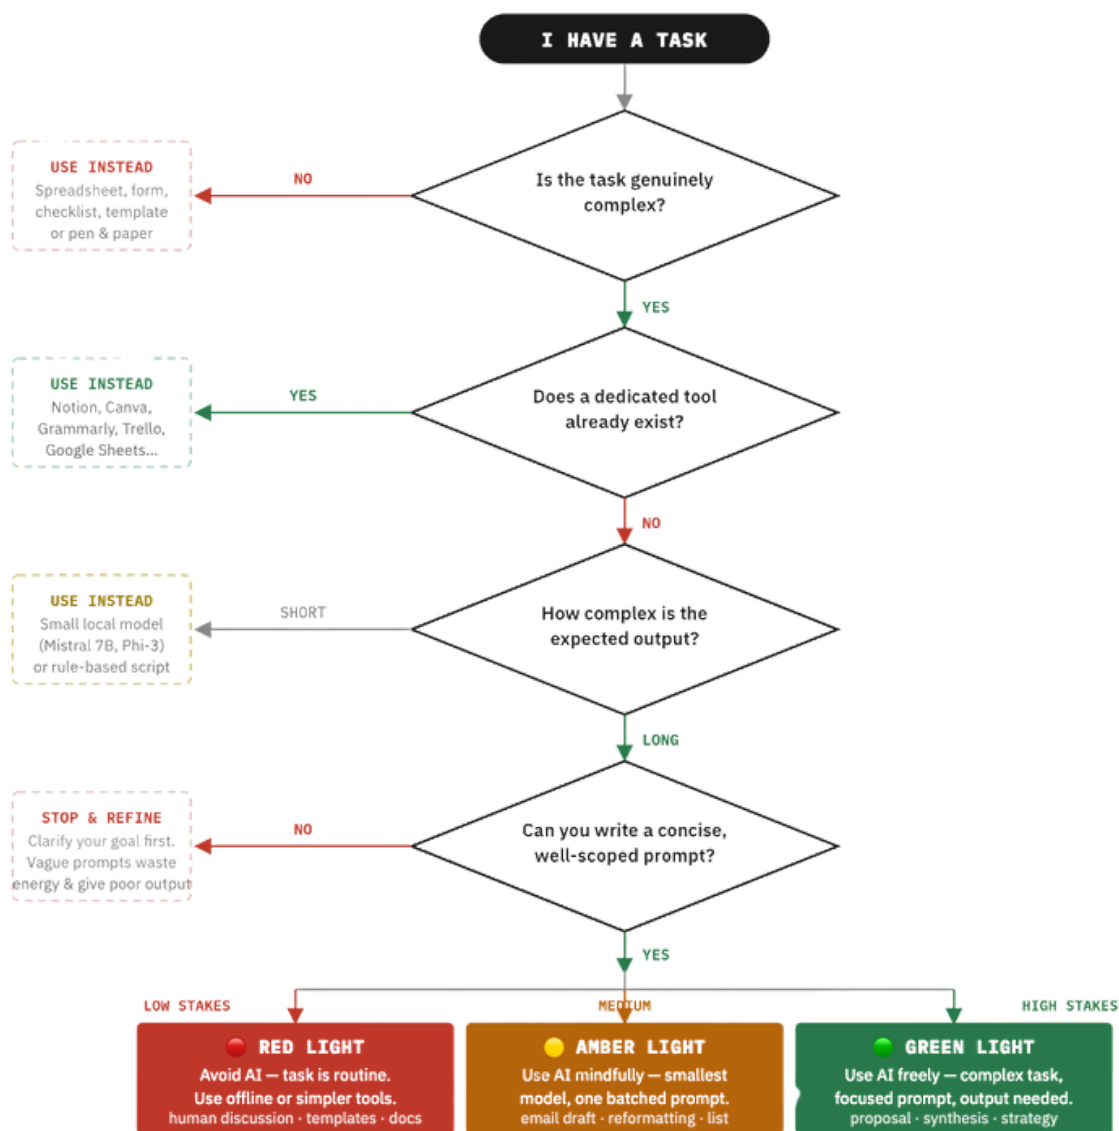 I HAVE A TASK
Is the task genuinely
complex?
NO
USE INSTEAD
Spreadsheet, form,
checklist, template
or pen & paper
YES
Does a dedicated tool
already exist?
YES
USE INSTEAD
Notion, Canva,
Grammarly, Trello,
Google Sheets...
NO
How complex is the
expected output?
SHORT
USE INSTEAD
Small local model
(Mistral 7B, Phi-3)
or rule-based script
LONG
Can you write a concise,
well-scoped prompt?
NO
STOP & REFINE
Clarify your goal first.
Vague prompts waste
energy & give poor output
YES
LOW STAKES
MEDIUM
HIGH STAKES
RED LIGHT
Avoid AI — task is routine.
Use offline or simpler tools.
human discussion · templates · docs
AMBER LIGHT
Use AI mindfully — smallest
model, one batched prompt.
email draft · reformatting · list
GREEN LIGHT
Use AI freely — complex task,
focused prompt, output needed.
proposal · synthesis · strategy